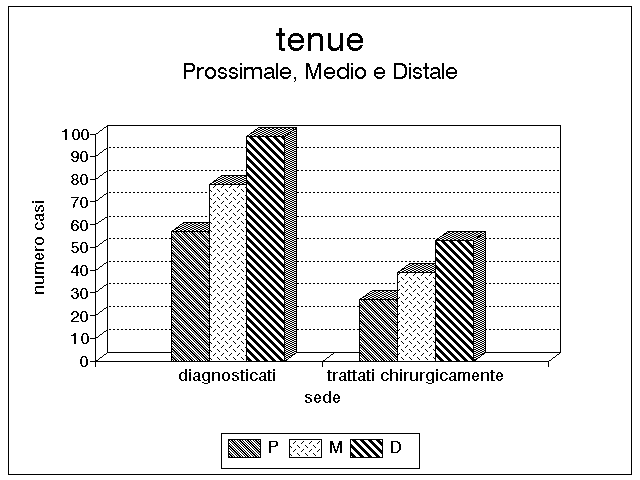 tenue
Prossimale, Medio e Distale
numero casi
100
90
80
70
60
50
40
30
20
10
0
diagnosticati trattati chirurgicamente
sede
P M D